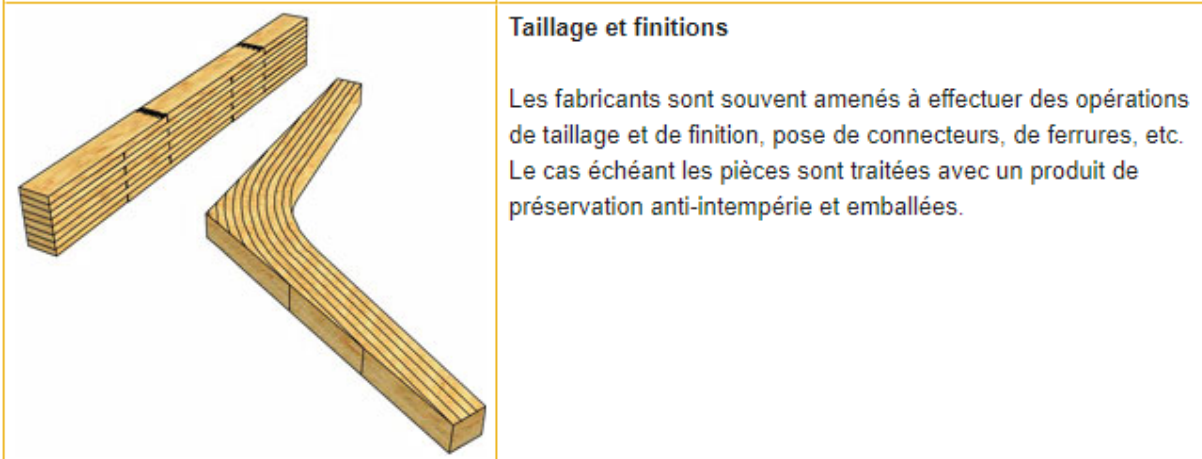 Taillage et finitions
Les fabricants sont souvent amenés à effectuer des opérations
de taillage et de finition, pose de connecteurs, de ferrures, etc.
Le cas échéant les pièces sont traitées avec un produit de
préservation anti-intempérie et emballées.